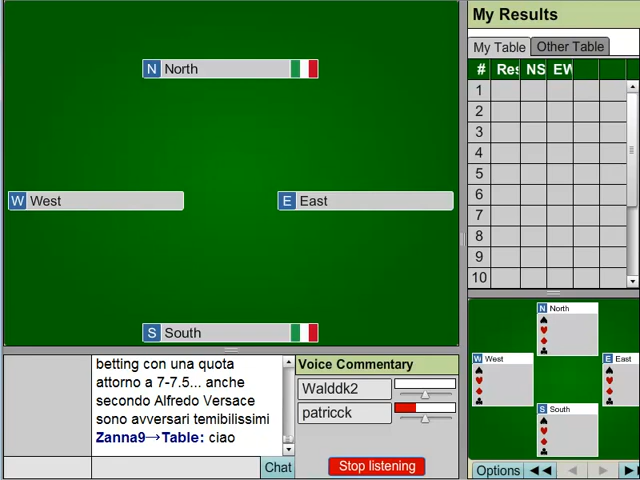 My Results
My Table
Other Table
# Res NS EW
1
2
3
4
5
6
7
8
9
10
N North
W West
E East
S South
N North
W West
E East
S South
betting con una quota
attorno a 7-7.5... anche
secondo Alfredo Versace
sono avversari temibilissimi
Zanna9→Table: ciao
Chat
Voice Commentary
Walddk2
patricck
Stop listening
Options